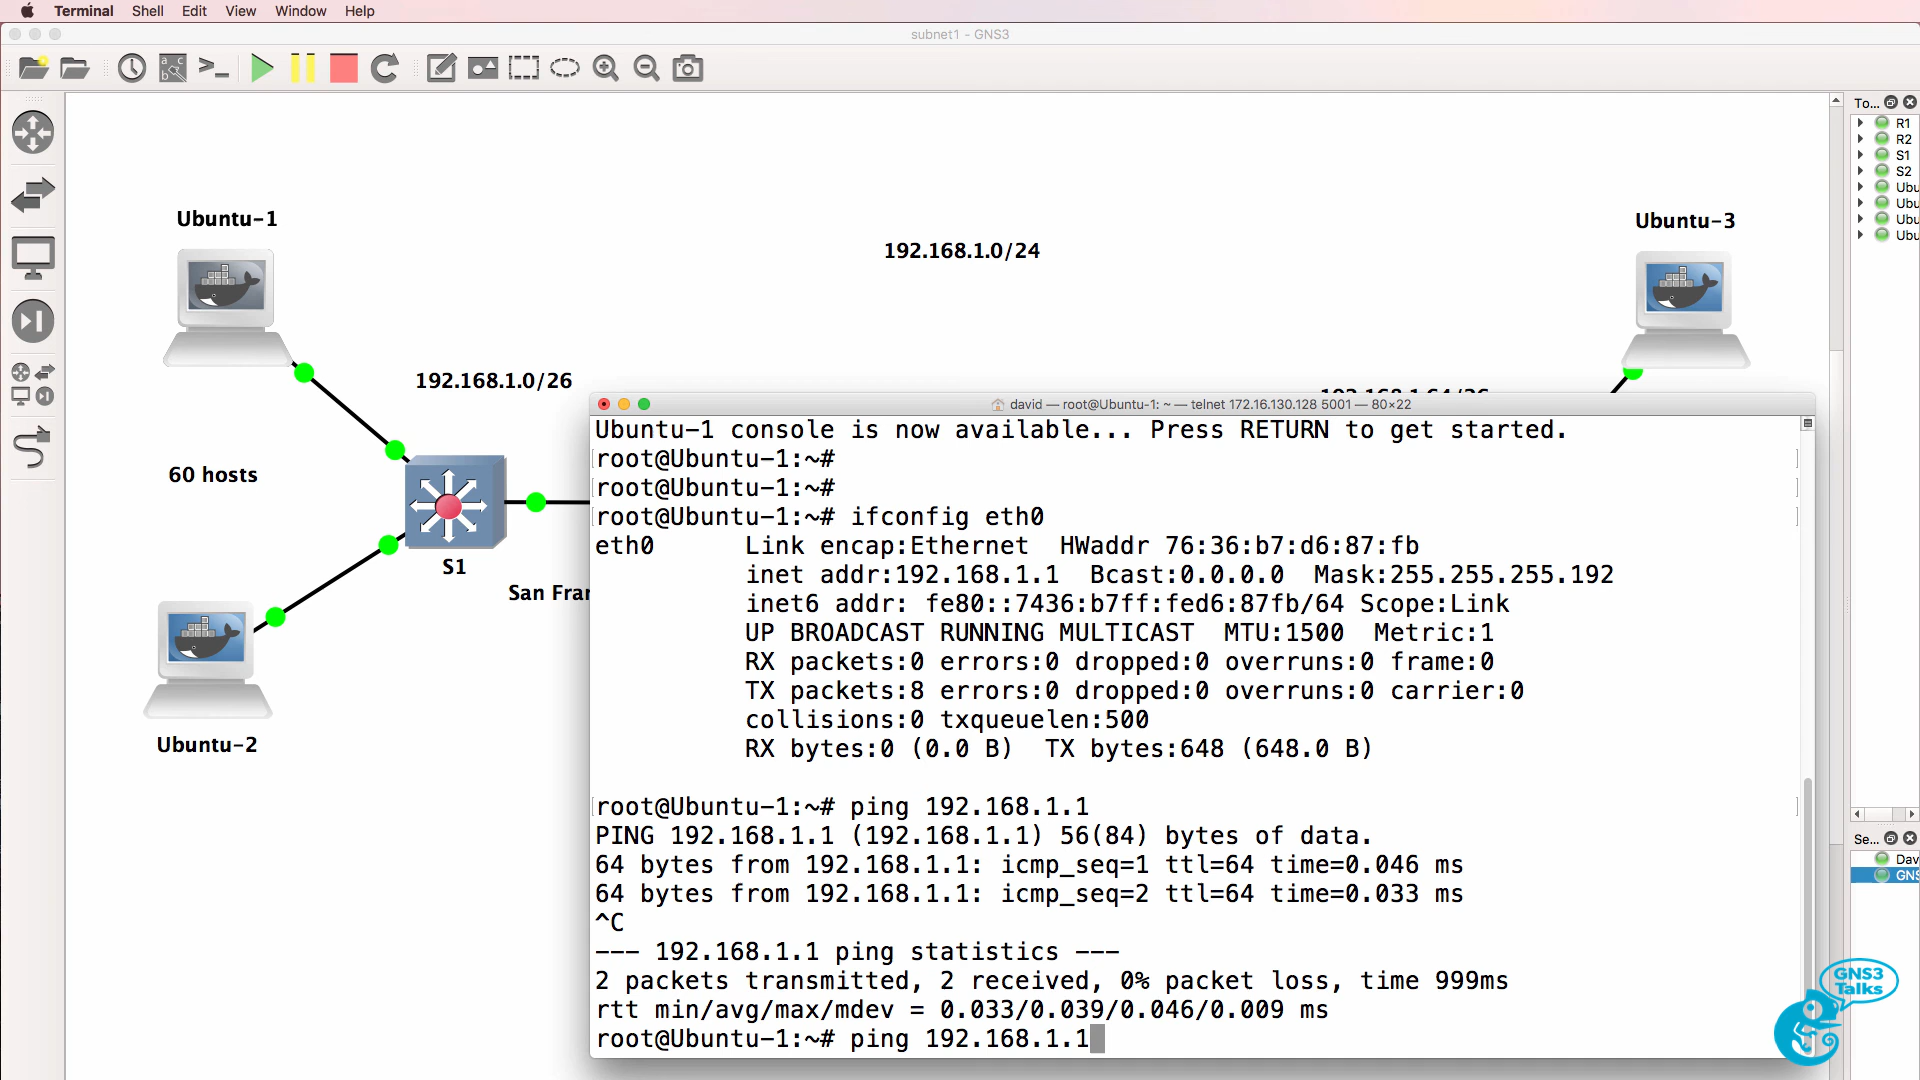 Terminal Shell Edit View Window Help
subnet1 - GNS3
To...
R1
R2
S1
S2
Ubu
Ubu
Ubu
Ubu
Ubuntu-1
Ubuntu-3
192.168.1.0/24
192.168.1.0/26
60 hosts
S1
San Fran
Ubuntu-2
david — root@Ubuntu-1: ~ — telnet 172.16.130.128 5001 — 80×22
Ubuntu-1 console is now available... Press RETURN to get started.
root@Ubuntu-1:~#
root@Ubuntu-1:~#
root@Ubuntu-1:~# ifconfig eth0
eth0      Link encap:Ethernet  HWaddr 76:36:b7:d6:87:fb
          inet addr:192.168.1.1  Bcast:0.0.0.0  Mask:255.255.255.192
          inet6 addr: fe80::7436:b7ff:fed6:87fb/64 Scope:Link
          UP BROADCAST RUNNING MULTICAST  MTU:1500  Metric:1
          RX packets:0 errors:0 dropped:0 overruns:0 frame:0
          TX packets:8 errors:0 dropped:0 overruns:0 carrier:0
          collisions:0 txqueuelen:500
          RX bytes:0 (0.0 B)  TX bytes:648 (648.0 B)
root@Ubuntu-1:~# ping 192.168.1.1
PING 192.168.1.1 (192.168.1.1) 56(84) bytes of data.
64 bytes from 192.168.1.1: icmp_seq=1 ttl=64 time=0.046 ms
64 bytes from 192.168.1.1: icmp_seq=2 ttl=64 time=0.033 ms
^C
--- 192.168.1.1 ping statistics ---
2 packets transmitted, 2 received, 0% packet loss, time 999ms
rtt min/avg/max/mdev = 0.033/0.039/0.046/0.009 ms
root@Ubuntu-1:~# ping 192.168.1.1
Se...
Dav
GNS
GNS3
Talks